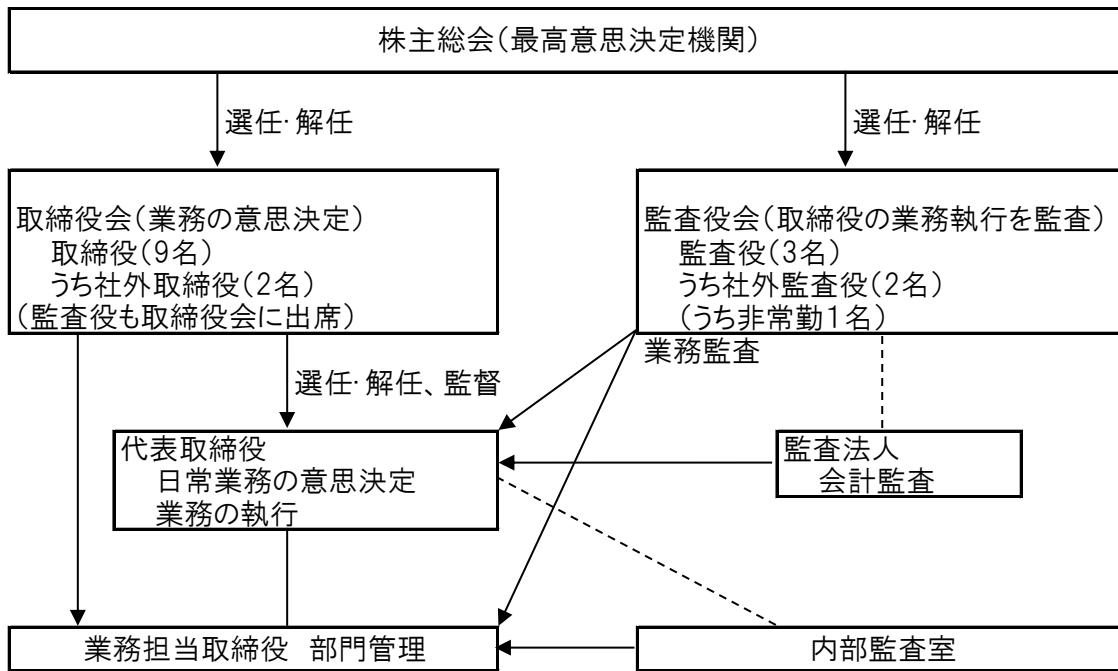 株主総会(最高意思決定機関)
選任・解任
選任・解任
取締役会(業務の意思決定)
取締役(9名)
うち社外取締役(2名)
(監査役も取締役会に出席)
監査役会(取締役の業務執行を監査)
監査役(3名)
うち社外監査役(2名)
(うち非常勤1名)
業務監査
選任・解任、監督
代表取締役
日常業務の意思決定
業務の執行
監査法人
会計監査
業務担当取締役 部門管理
内部監査室